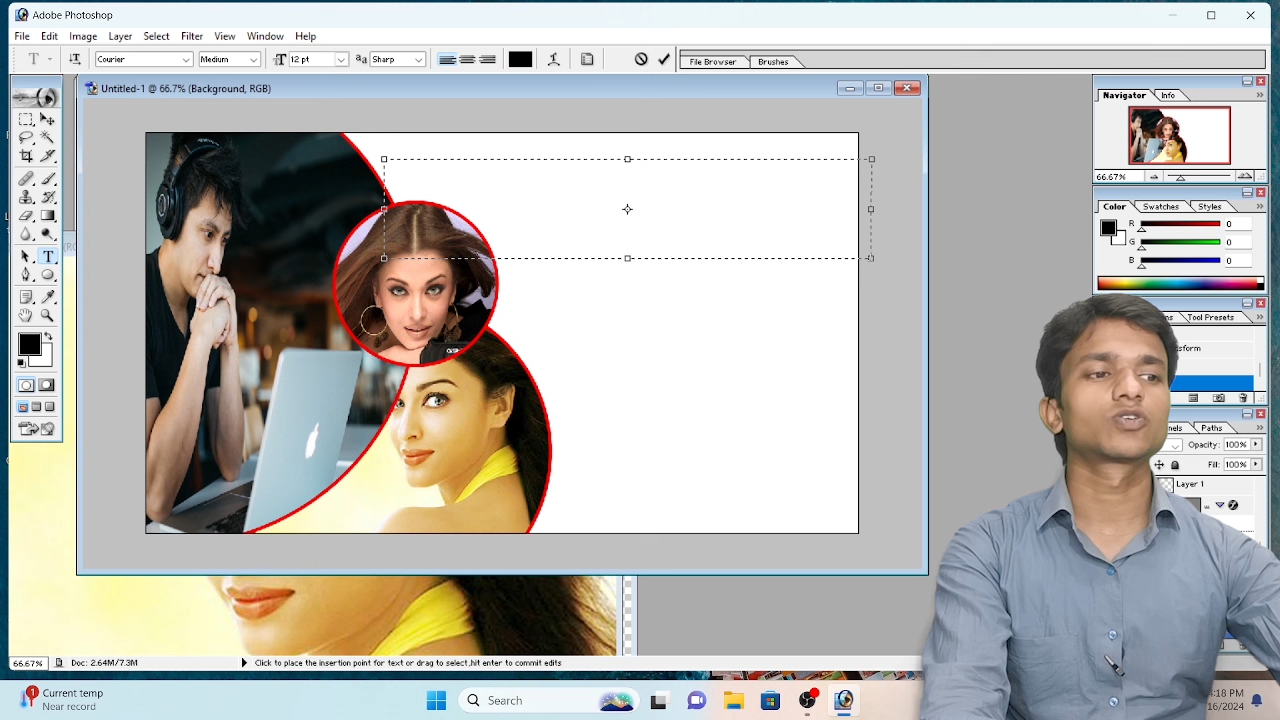 Adobe Photoshop
File Edit Image Layer Select Filter View Window Help
T Courier Medium T 12 pt aa Sharp File Browser Brushes
Untitled-1 @ 66.7% (Background, RGB)
Navigator Info
66.67%
Color Swatches Styles
R 0
G 0
B 0
Tool Presets
Paths
Opacity: 100%
Fill: 100%
Layer 1
66.67% Doc: 2.64M/7.3M Click to place the insertion point for text or drag to select,hit enter to commit edits
1 Current temp
Near record
Search
:18 PM
16/2024